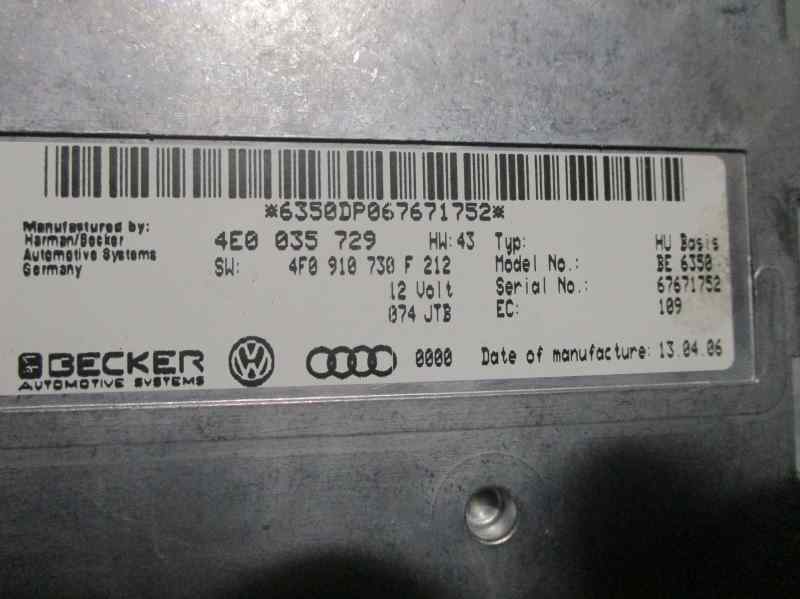 *6350DP067671752*
Manufactured by:
Harman/Becker
Automotive Systems
Germany
4E0 035 729 HW: 43
SW: 4F0 910 730 F 212
12 Volt
074 JTB
Typ: HU Basis
Model No.: BE 6350
Serial No.: 67671752
EC: 109
BECKER
AUTOMOTIVE SYSTEMS
0000 Date of manufacture: 13.04.06